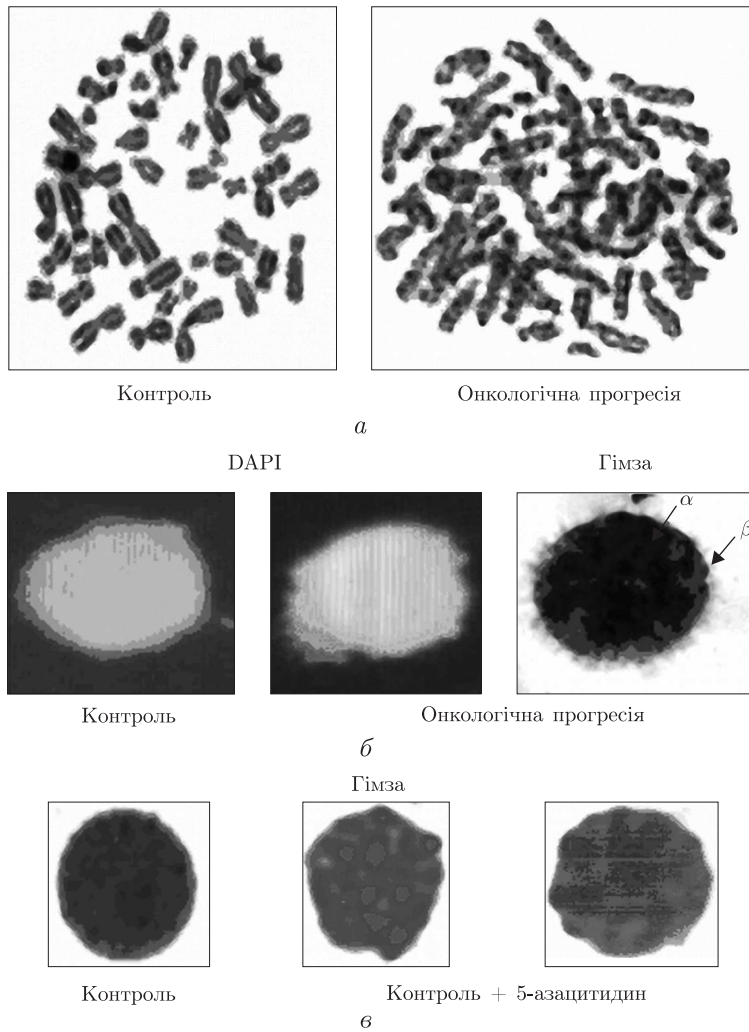 Контроль
Онкологічна прогресія
а
DAPI
Гімза
α
β
Контроль
Онкологічна прогресія
б
Гімза
Контроль
Контроль + 5-азацитидин
в